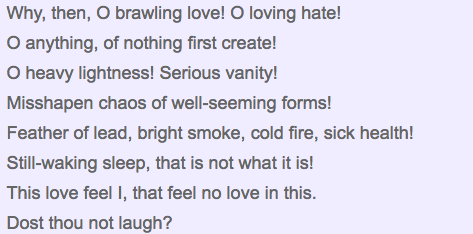 Why, then, O brawling love! O loving hate!
O anything, of nothing first create!
O heavy lightness! Serious vanity!
Misshapen chaos of well-seeming forms!
Feather of lead, bright smoke, cold fire, sick health!
Still-waking sleep, that is not what it is!
This love feel I, that feel no love in this.
Dost thou not laugh?